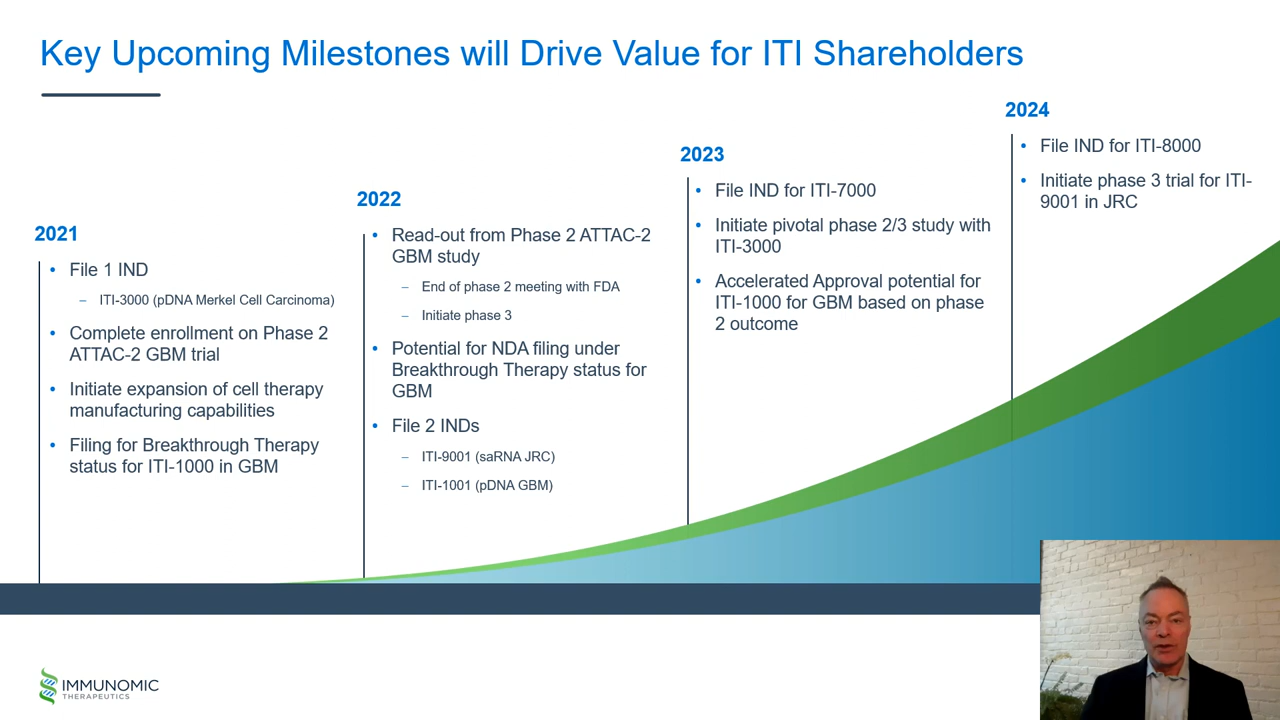 Key Upcoming Milestones will Drive Value for ITI Shareholders
2021
• File 1 IND
– ITI-3000 (pDNA Merkel Cell Carcinoma)
• Complete enrollment on Phase 2
ATTAC-2 GBM trial
• Initiate expansion of cell therapy
manufacturing capabilities
• Filing for Breakthrough Therapy
status for ITI-1000 in GBM
2022
• Read-out from Phase 2 ATTAC-2
GBM study
– End of phase 2 meeting with FDA
– Initiate phase 3
• Potential for NDA filing under
Breakthrough Therapy status for
GBM
• File 2 INDs
– ITI-9001 (saRNA JRC)
– ITI-1001 (pDNA GBM)
2023
• File IND for ITI-7000
• Initiate pivotal phase 2/3 study with
ITI-3000
• Accelerated Approval potential for
ITI-1000 for GBM based on phase
2 outcome
2024
• File IND for ITI-8000
• Initiate phase 3 trial for ITI-
9001 in JRC
IMMUNOMIC
THERAPEUTICS